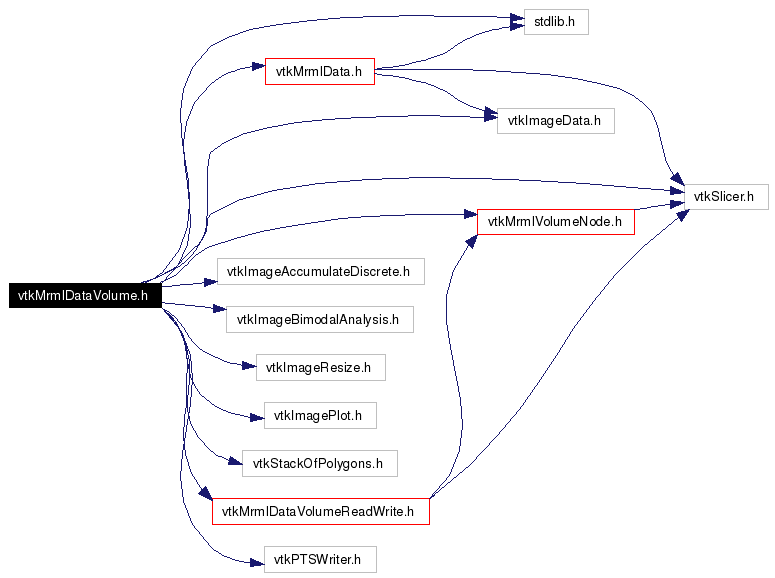 stdlib.h
vtkMrmlData.h
vtkImageData.h
vtkSlicer.h
vtkMrmlVolumeNode.h
vtkImageAccumulateDiscrete.h
vtkMrmlDataVolume.h
vtkImageBimodalAnalysis.h
vtkImageResize.h
vtkImagePlot.h
vtkStackOfPolygons.h
vtkMrmlDataVolumeReadWrite.h
vtkPTSWriter.h